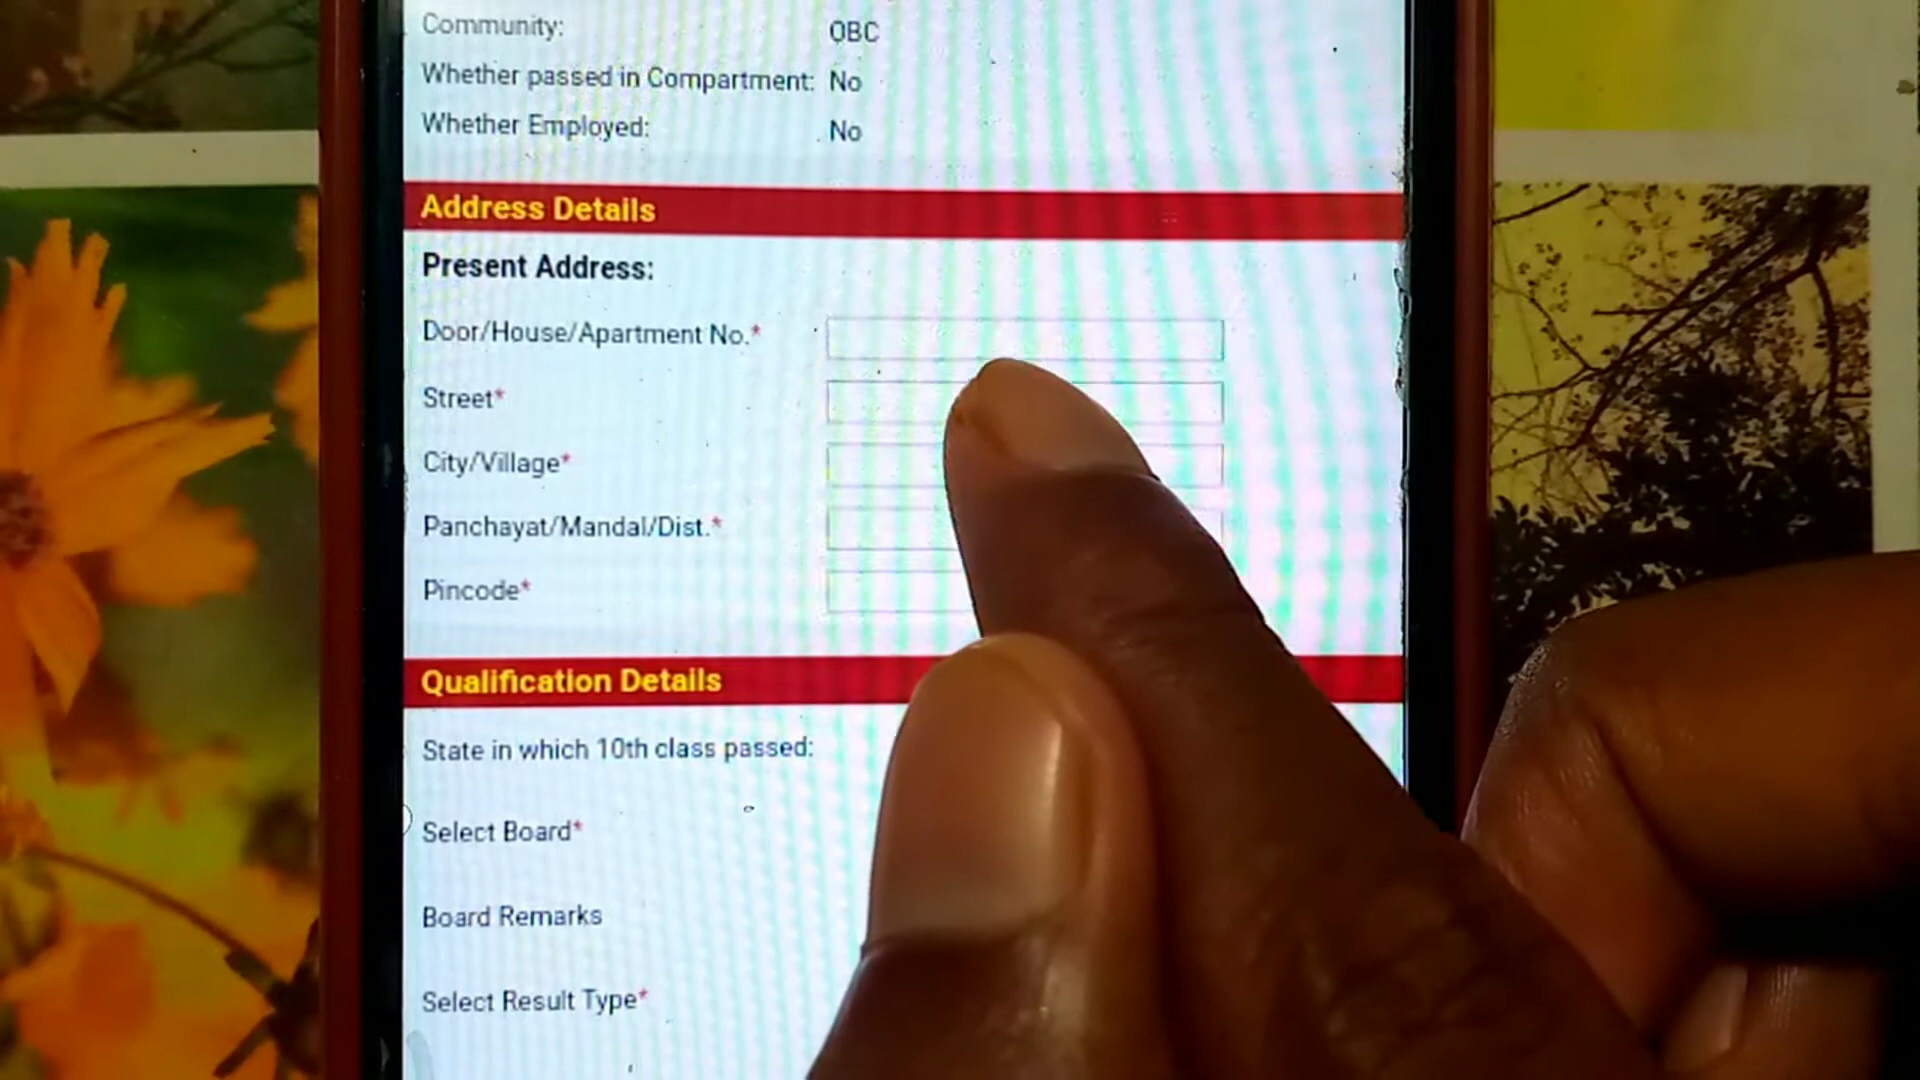 Community: OBC
Whether passed in Compartment: No
Whether Employed: No
Address Details
Present Address:
Door/House/Apartment No.*
Street*
City/Village*
Panchayat/Mandal/Dist.*
Pincode*
Qualification Details
State in which 10th class passed:
Select Board*
Board Remarks
Select Result Type*